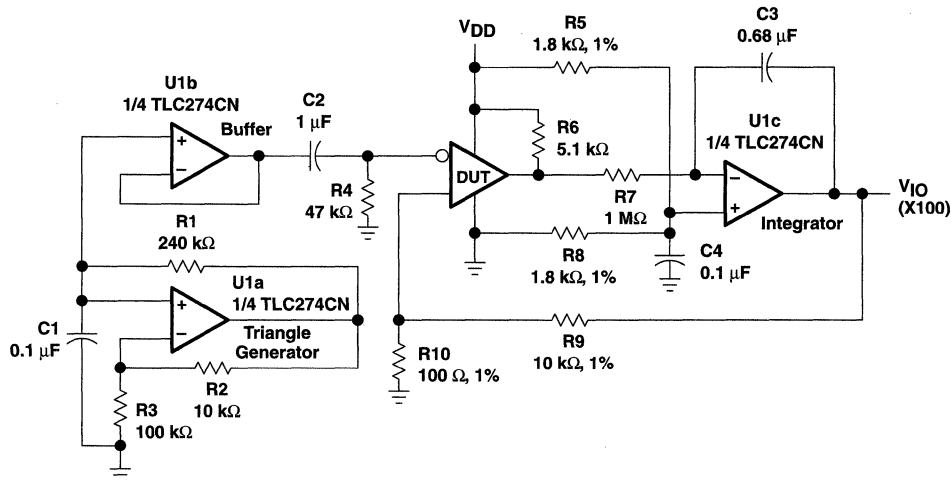 VDD
R5
1.8 kΩ, 1%
C3
0.68 μF
U1b
1/4 TLC274CN
Buffer
C2
1 μF
R6
5.1 kΩ
U1c
1/4 TLC274CN
+
−
DUT
R4
47 kΩ
R7
1 MΩ
−
+
VIO
(X100)
Integrator
R1
240 kΩ
R8
1.8 kΩ, 1%
C4
0.1 μF
U1a
1/4 TLC274CN
+
−
Triangle
Generator
C1
0.1 μF
R9
10 kΩ, 1%
R10
100 Ω, 1%
R2
10 kΩ
R3
100 kΩ